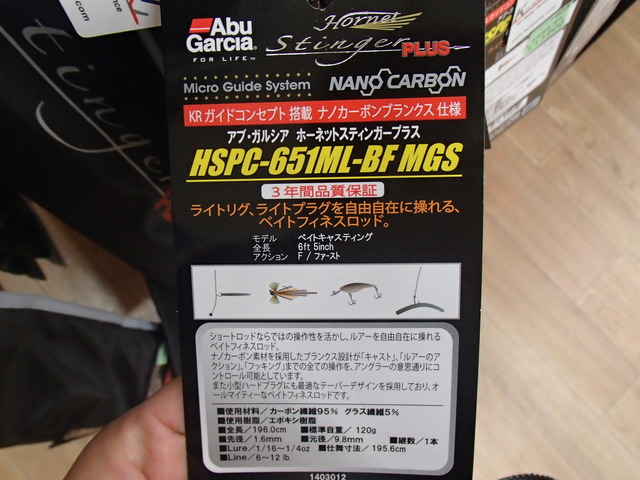 Abu
Garcia
FOR LIFE
Hornet
Stinger PLUS
Micro Guide System
NANO CARBON
KRガイドコンセプト搭載 ナノカーボンブランクス仕様
アブ・ガルシア ホーネットスティンガープラス
HSPC-651ML-BF MGS
3年間品質保証
ライトリグ、ライトプラグを自由自在に操れる、
ベイトフィネスロッド。
モデル ベイトキャスティング
全長 6ft 5inch
アクション F / ファースト
ショートロッドならではの操作性を活かし、ルアーを自由自在に操れる
ベイトフィネスロッド。
ナノカーボン素材を採用したブランクス設計が「キャスト」、「ルアーのア
クション」、「フッキング」までの全ての操作を、アングラーの意思通りにコ
ントロール可能としています。
また小型ハードプラグにも最適なテーパーデザインを採用しており、オ
ールマイティーなベイトフィネスロッドです。
■使用材料/カーボン繊維95% グラス繊維5%
■使用樹脂/エポキシ樹脂
■全長/196.0cm ■標準自重/120g
■先径/1.6mm ■元径/9.8mm ■継数/1本
■Lure/1/16~1/4oz ■仕舞寸法/195.6cm
■Line/6~12 lb
1403012
tinger